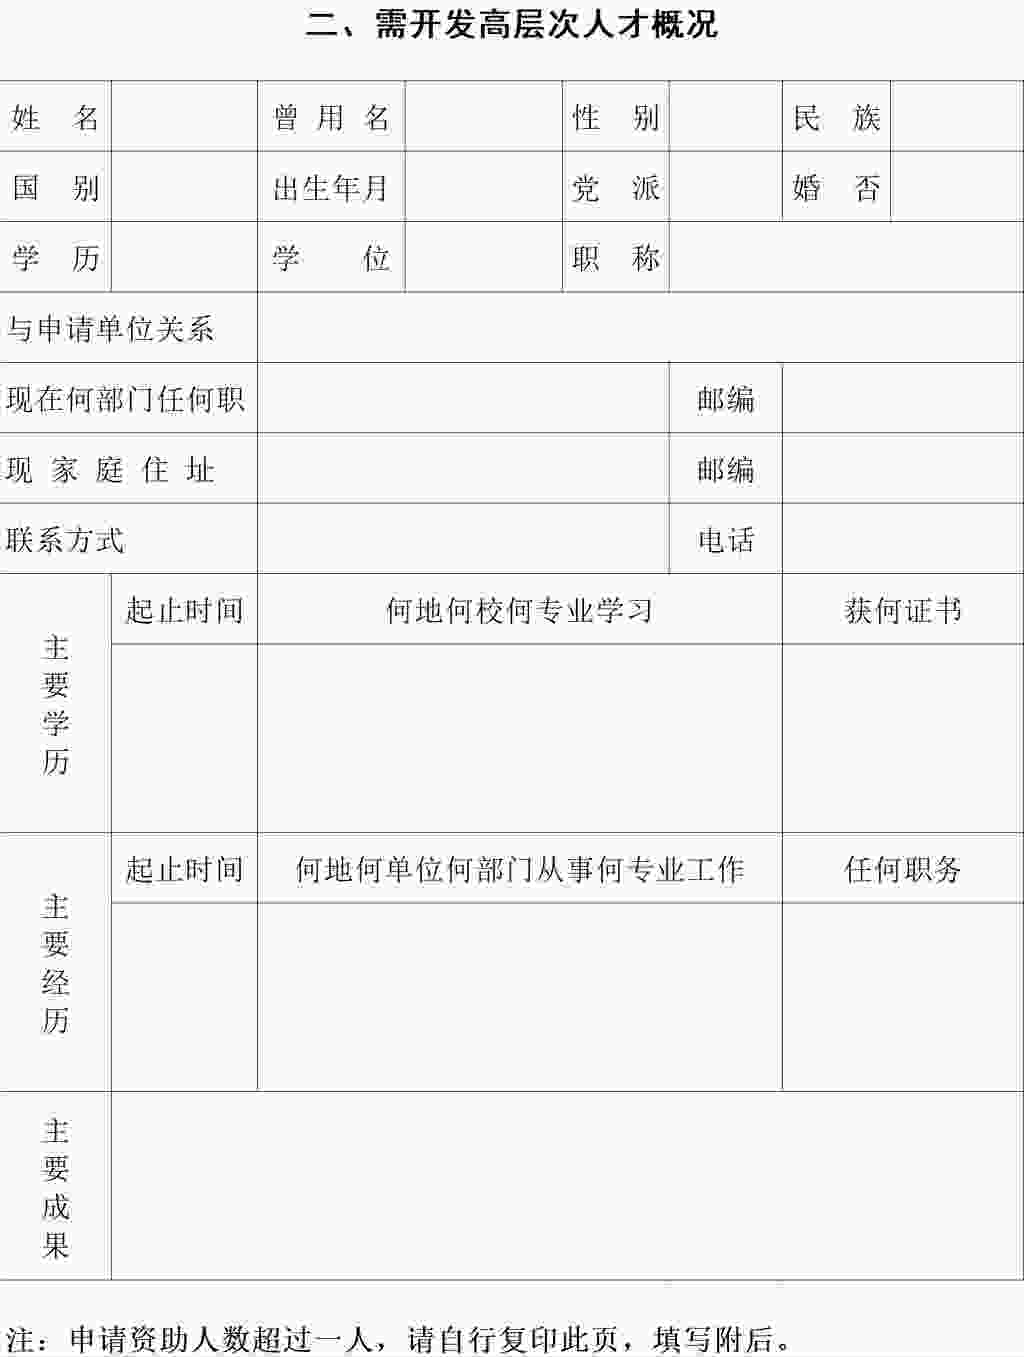 二、需开发高层次人才概况
姓 名 曾 用 名 性 别 民 族
国 别 出生年月 党 派 婚 否
学 历 学 位 职 称
与申请单位关系
现在何部门任何职 邮编
现 家 庭 住 址 邮编
联系方式 电话
主要学历 起止时间 何地何校何专业学习 获何证书
主要经历 起止时间 何地何单位何部门从事何专业工作 任何职务
主要成果
注：申请资助人数超过一人，请自行复印此页，填写附后。